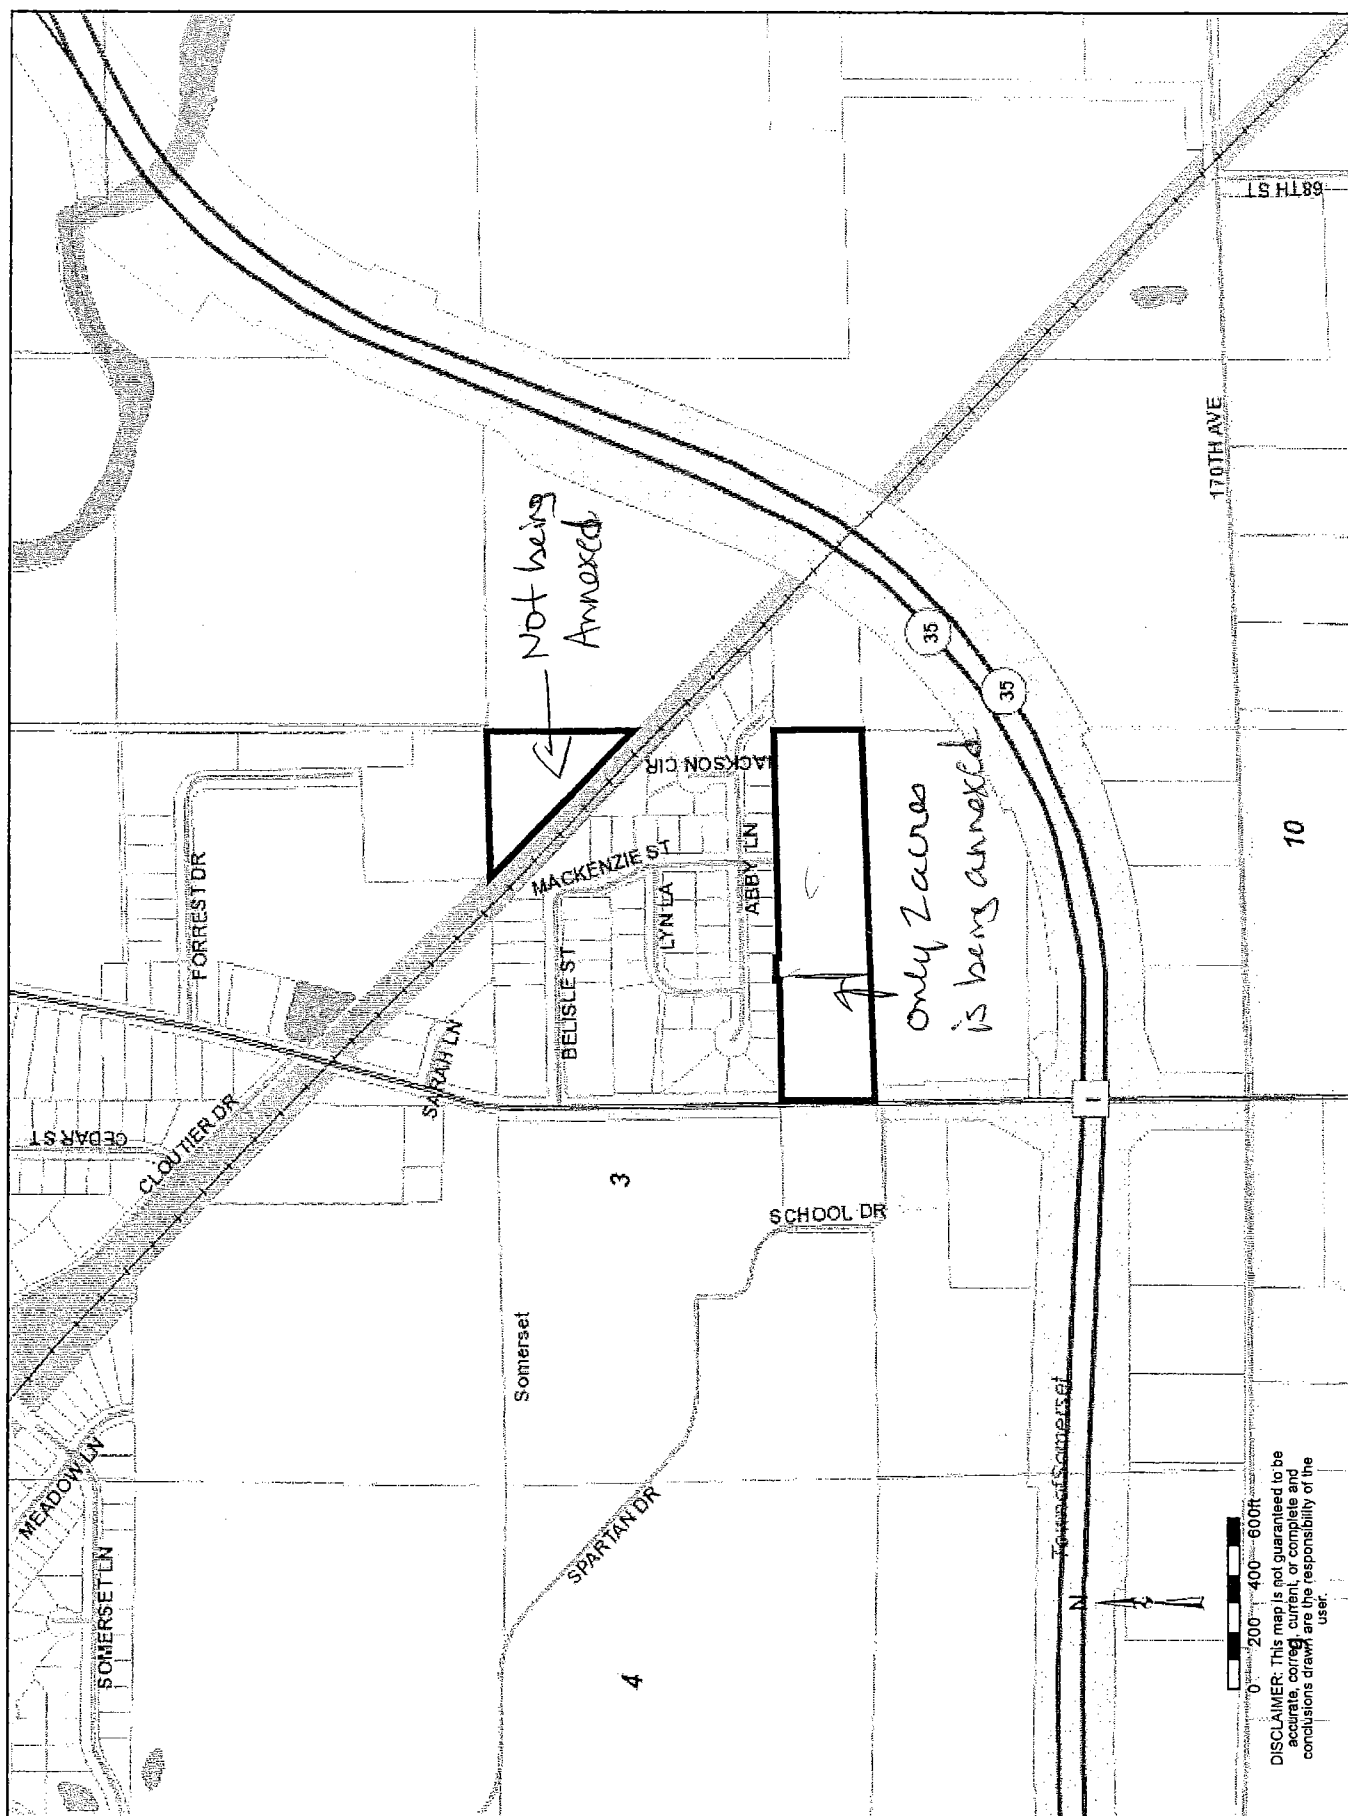 68TH ST
170TH AVE
Not being
Annexed
35
35
JACKSON CIR
FORREST DR
MACKENZIE ST
LYN LA
ABBY LN
only 2 acres
is being annexed
10
BELISLE ST
SARAH LN
CEDAR ST
CLOUTIER DR
I
3
SCHOOL DR
Somerset
MEADOW LN
SOMERSET LN
SPARTAN DR
Town of Somerset
4
N
0 200 400 600ft
DISCLAIMER: This map is not guaranteed to be
accurate, correct, current, or complete and
conclusions drawn are the responsibility of the
user.